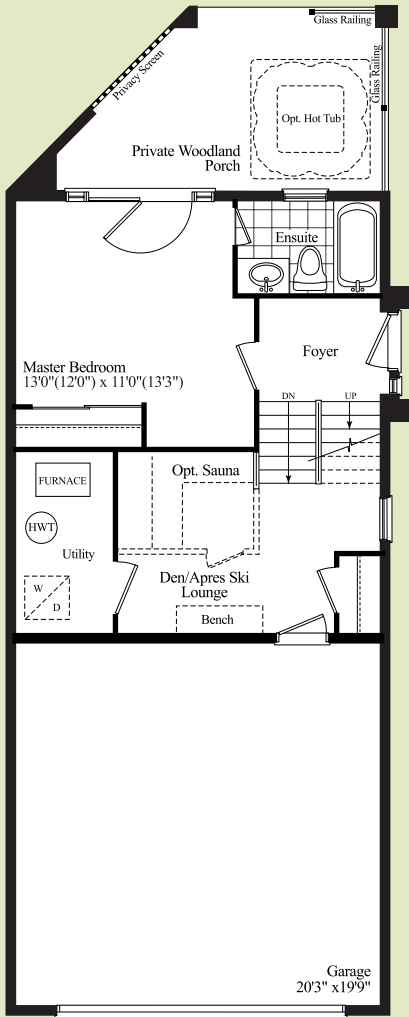 Glass Railing
Privacy Screen
Glass Railing
Opt. Hot Tub
Private Woodland
Porch
Ensuite
Foyer
Master Bedroom
13'0"(12'0") x 11'0"(13'3")
DN
UP
Opt. Sauna
FURNACE
HWT
Utility
W
D
Den/Apres Ski
Lounge
Bench
Garage
20'3" x19'9"